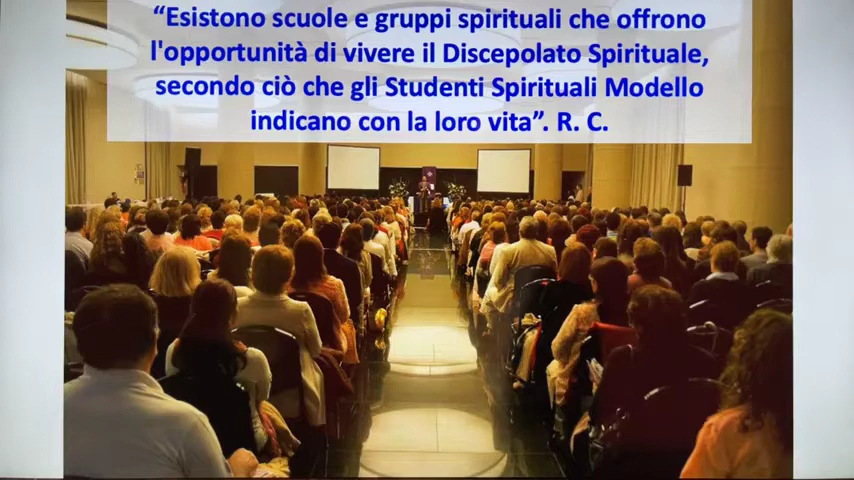 “Esistono scuole e gruppi spirituali che offrono
l'opportunità di vivere il Discepolato Spirituale,
secondo ciò che gli Studenti Spirituali Modello
indicano con la loro vita”. R. C.